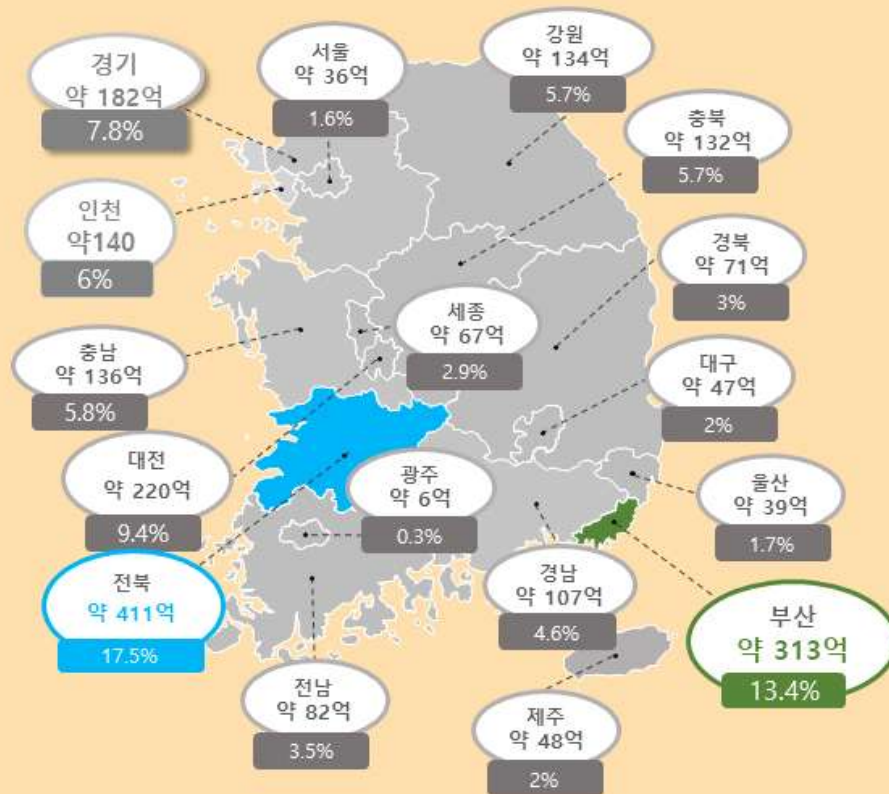 서울
약 36억
1.6%
강원
약 134억
5.7%
경기
약 182억
7.8%
충북
약 132억
5.7%
인천
약140
6%
경북
약 71억
3%
세종
약 67억
2.9%
충남
약 136억
5.8%
대구
약 47억
2%
대전
약 220억
9.4%
광주
약 6억
0.3%
울산
약 39억
1.7%
전북
약 411억
17.5%
경남
약 107억
4.6%
부산
약 313억
13.4%
전남
약 82억
3.5%
제주
약 48억
2%